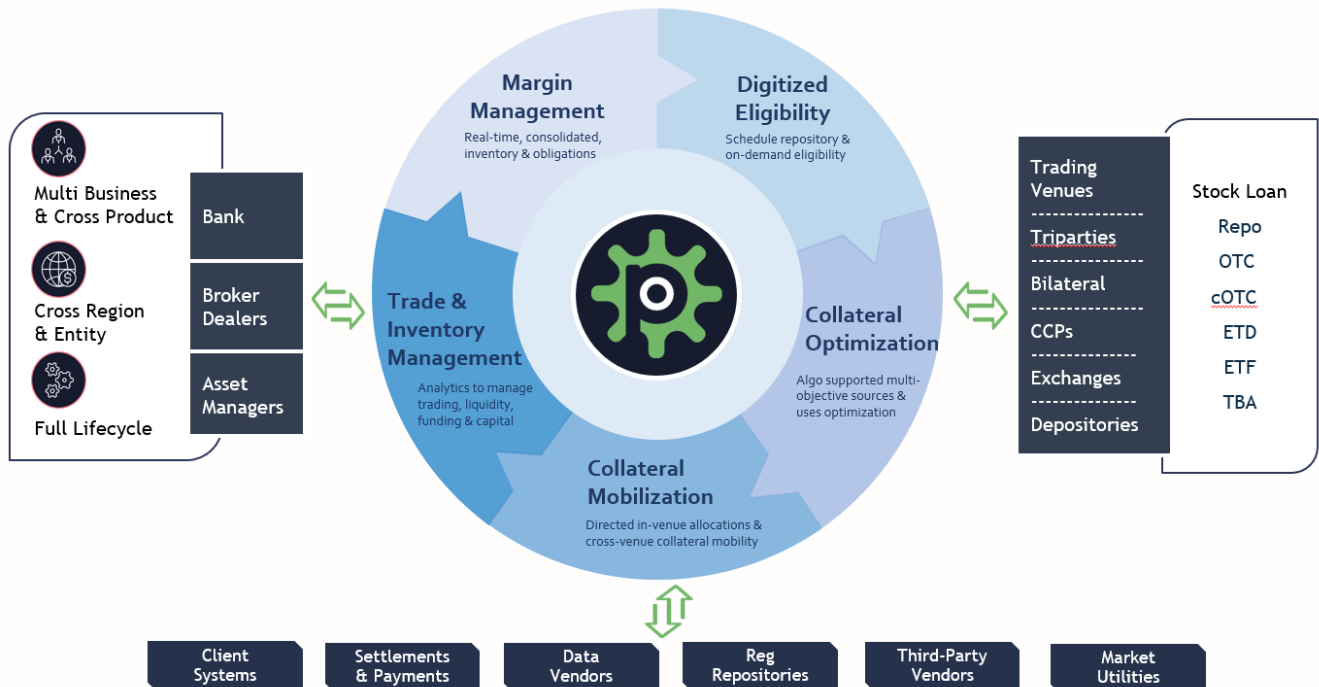 Multi Business
& Cross Product
Cross Region
& Entity
Full Lifecycle
Bank
Broker
Dealers
Asset
Managers
Margin
Management
Real-time, consolidated,
inventory & obligations
Digitized
Eligibility
Schedule repository &
on-demand eligibility
Collateral
Optimization
Algo supported multi-
objective sources &
uses optimization
Collateral
Mobilization
Directed in-venue allocations &
cross-venue collateral mobility
Trade &
Inventory
Management
Analytics to manage
trading, liquidity,
funding & capital
Trading
Venues
Triparties
Bilateral
CCPs
Exchanges
Depositories
Stock Loan
Repo
OTC
cOTC
ETD
ETF
TBA
Client
Systems
Settlements
& Payments
Data
Vendors
Reg
Repositories
Third-Party
Vendors
Market
Utilities